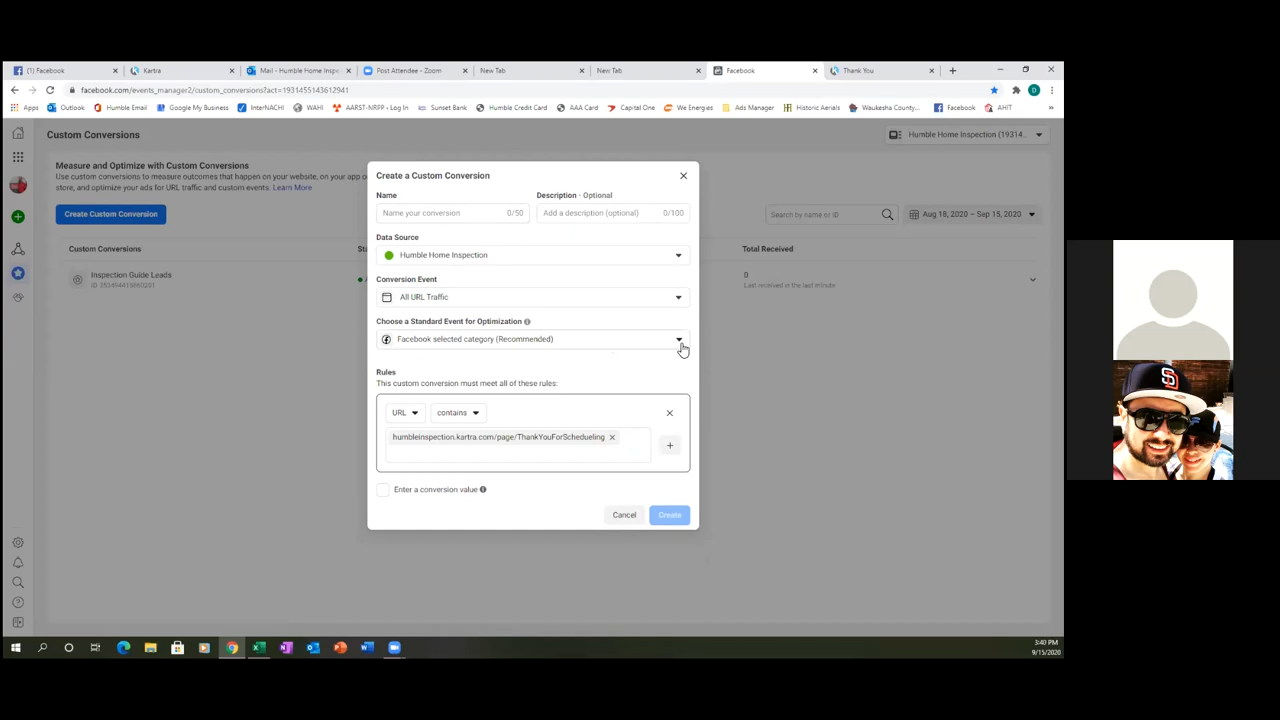 (1) Facebook
Kartra
Mail - Humble Home Inspe
Post Attendee - Zoom
New Tab
New Tab
Facebook
Thank You
facebook.com/events_manager2/custom_conversions?act=1931455143612941
Apps
Outlook
Humble Email
Google My Business
InterNACHI
WAHI
AARST-NRPP › Log In
Sunset Bank
Humble Credit Card
AAA Card
Capital One
We Energies
Ad Manager
Historic Aerials
Waukesha County...
Facebook
AHIT
Custom Conversions
Humble Home Inspection (19314...
Measure and Optimize with Custom Conversions
Use custom conversions to measure outcomes that happen on your website, on your app o
store, and optimize your ads for URL traffic and custom events. Learn More
Create Custom Conversion
Search by name or ID
Aug 18, 2020 – Sep 15, 2020
Custom Conversions
Sta
Total Received
Inspection Guide Leads
A
0
Last received in the last minute
Create a Custom Conversion
Name
Description - Optional
Name your conversion
0/50
Add a description (optional)
0/100
Data Source
Humble Home Inspection
Conversion Event
All URL Traffic
Choose a Standard Event for Optimization
Facebook selected category (Recommended)
Rules
This custom conversion must meet all of these rules:
URL
contains
humbleinspection.kartra.com/page/ThankYouForSchedueling
Enter a conversion value
Cancel
Create
3:40 PM
9/15/2020